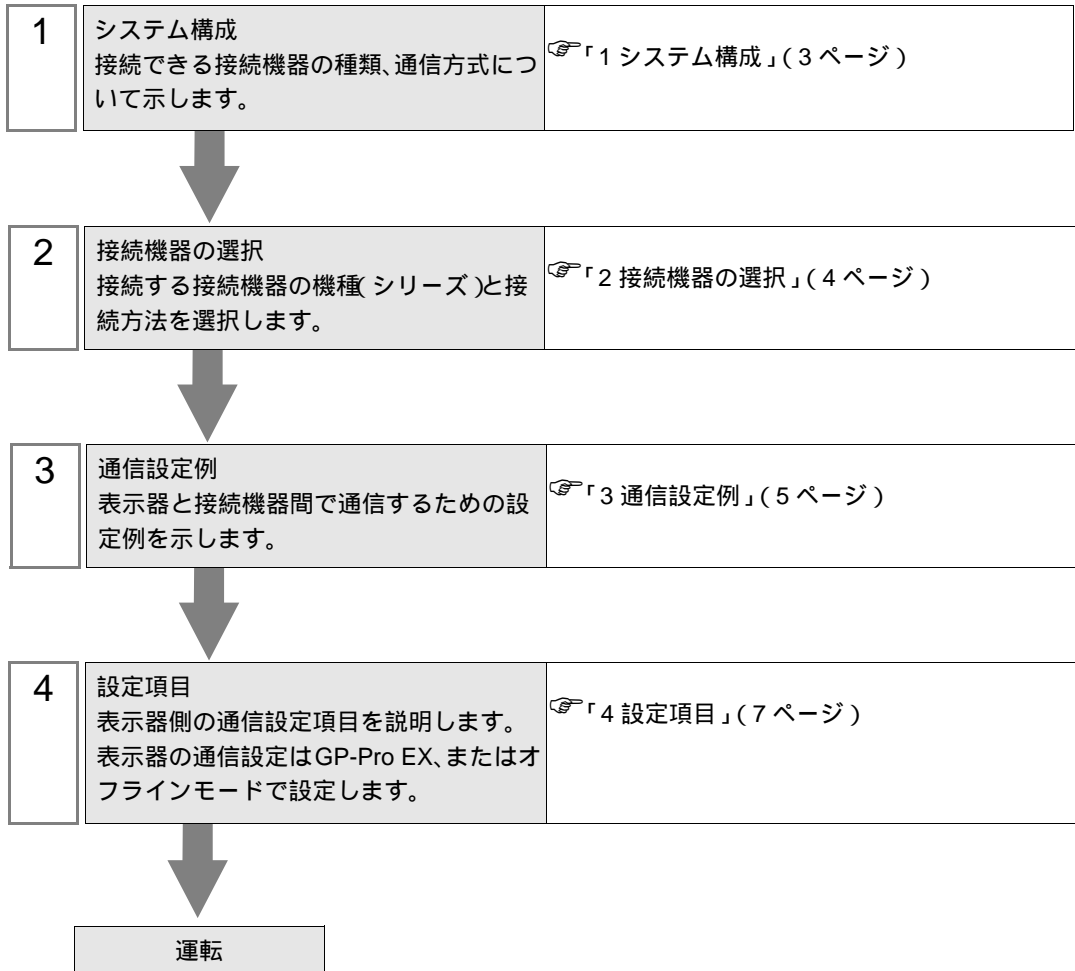 1
システム構成
接続できる接続機器の種類、通信方式につ
いて示します。
☞「1 システム構成」(3 ページ)
2
接続機器の選択
接続する接続機器の機種(シリーズ)と接
続方法を選択します。
☞「2 接続機器の選択」(4 ページ)
3
通信設定例
表示器と接続機器間で通信するための設
定例を示します。
☞「3 通信設定例」(5 ページ)
4
設定項目
表示器側の通信設定項目を説明します。
表示器の通信設定はGP-Pro EX、またはオ
フラインモードで設定します。
☞「4 設定項目」(7 ページ)
運転